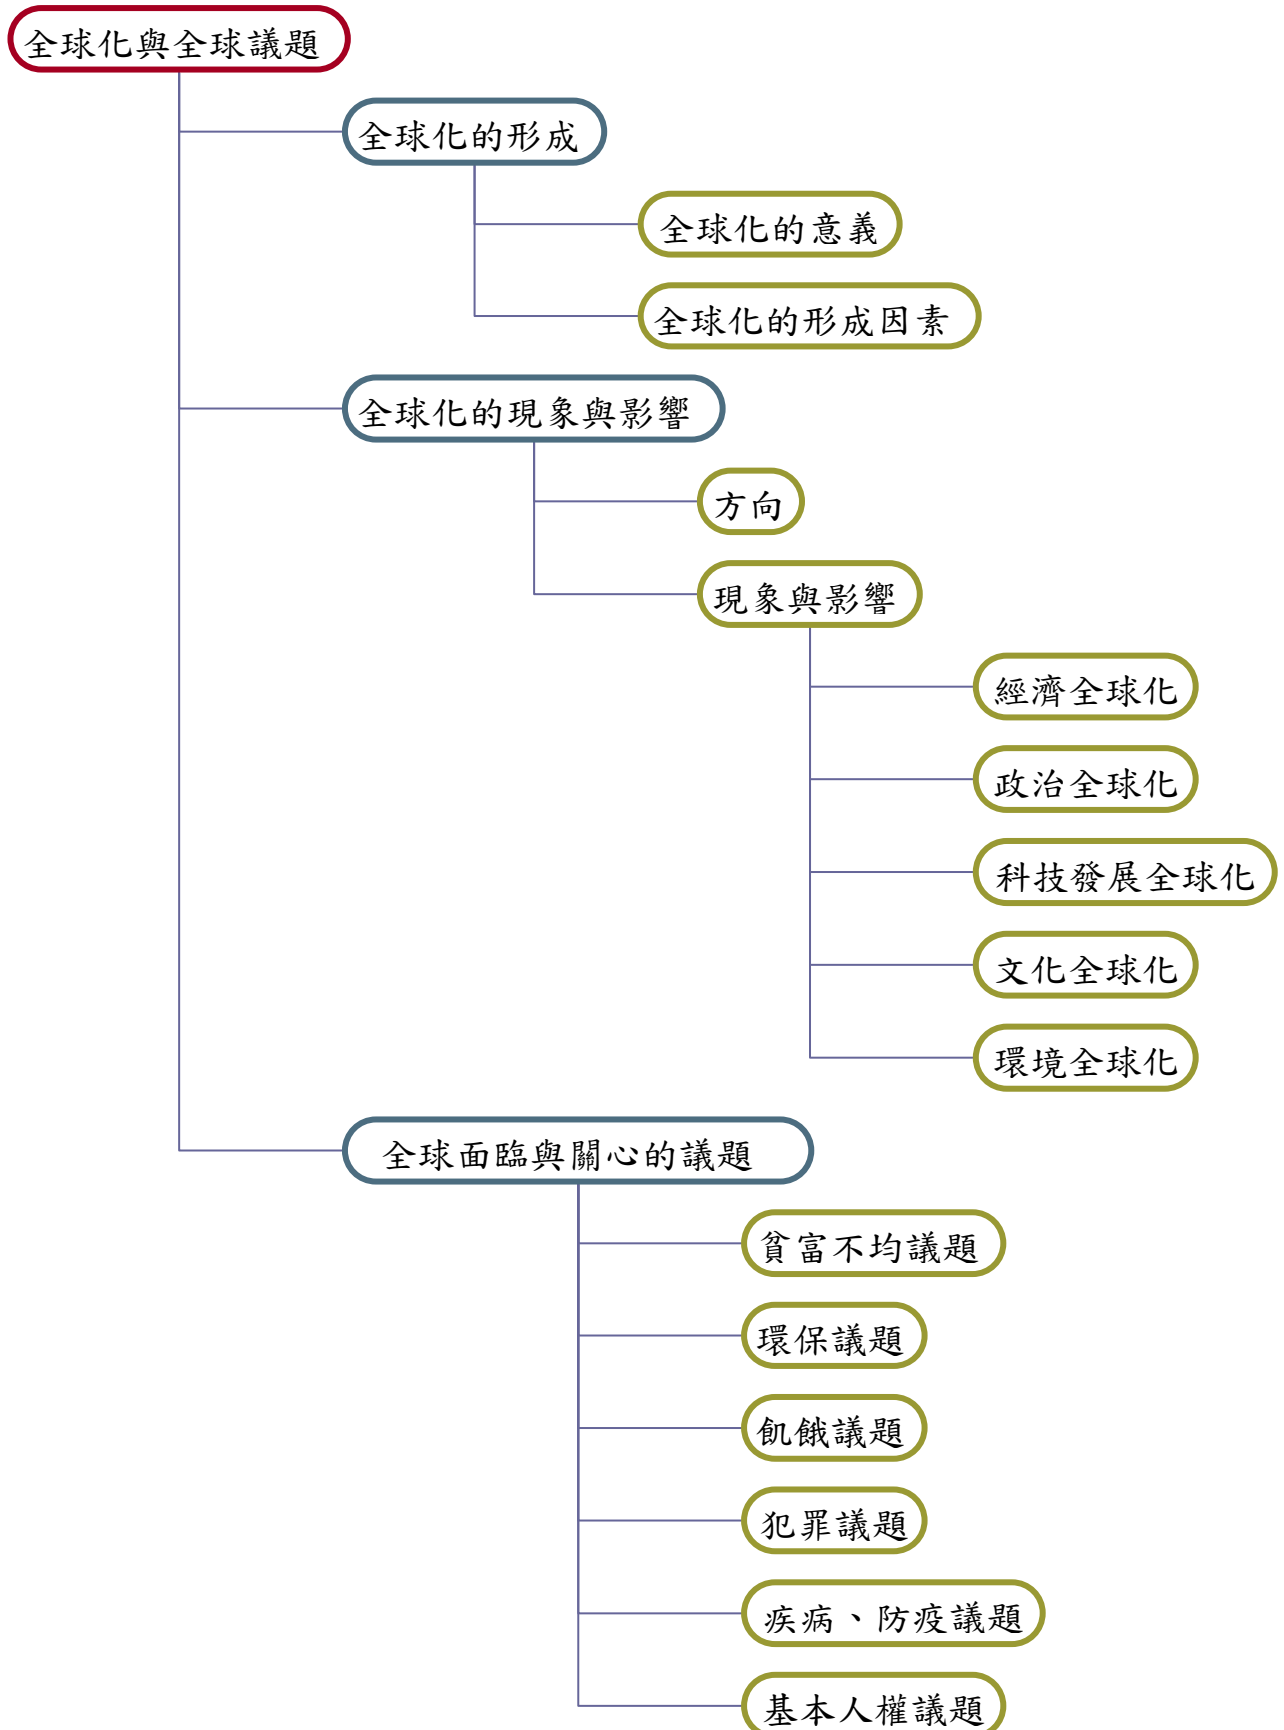 全球化與全球議題
全球化的形成
全球化的意義
全球化的形成因素
全球化的現象與影響
方向
現象與影響
經濟全球化
政治全球化
科技發展全球化
文化全球化
環境全球化
全球面臨與關心的議題
貧富不均議題
環保議題
飢餓議題
犯罪議題
疾病、防疫議題
基本人權議題